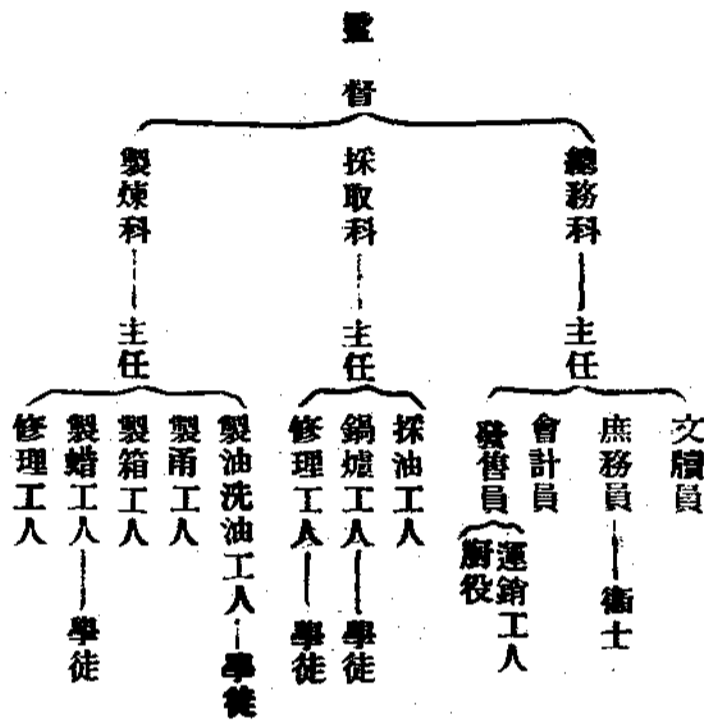 監督
總務科
主任
文牘員
庶務員
衞士
會計員
發售員
運銷工人
廚役
採取科
主任
採油工人
鍋爐工人
學徒
修理工人
學徒
製煉科
主任
製油洗油工人
學徒
製甬工人
製箱工人
製蜡工人
學徒
修理工人